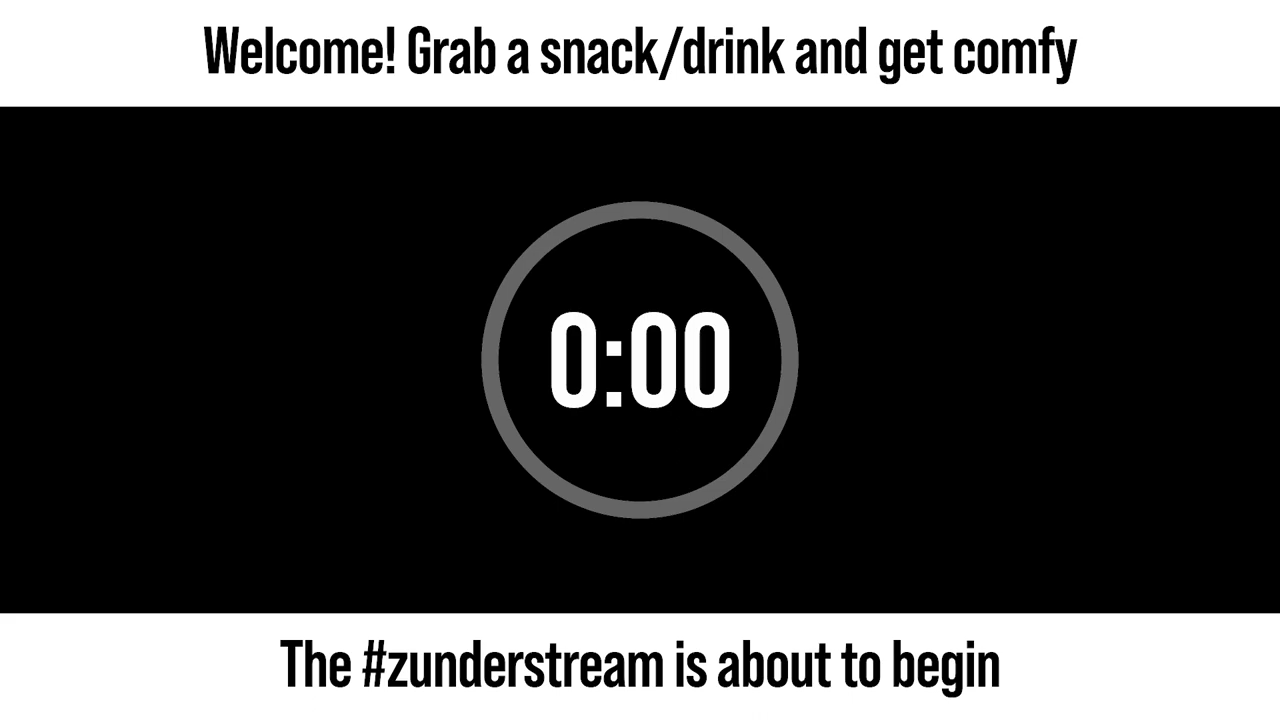 Welcome! Grab a snack/drink and get comfy
0:00
The #zunderstream is about to begin